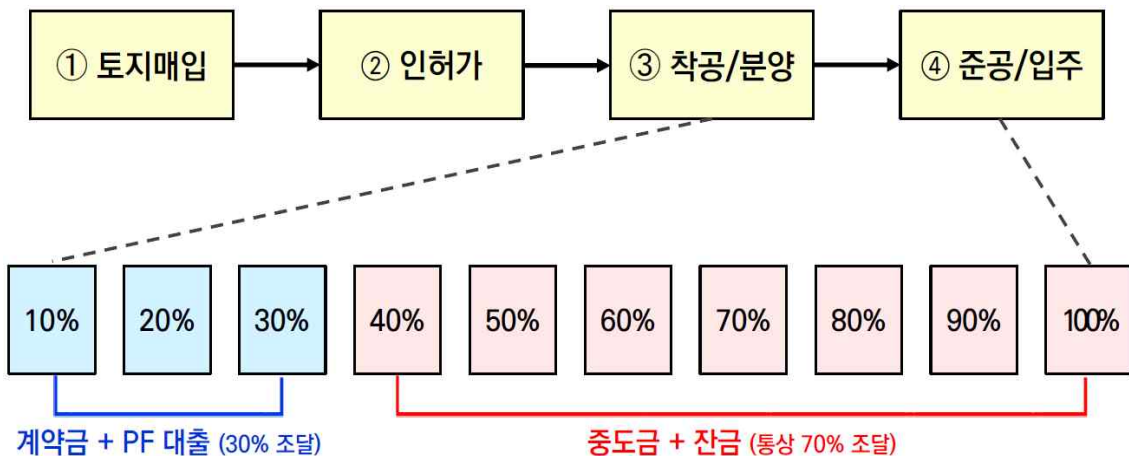 ① 토지매입
② 인허가
③ 착공/분양
④ 준공/입주
10%
20%
30%
40%
50%
60%
70%
80%
90%
100%
계약금 + PF 대출 (30% 조달)
중도금 + 잔금 (통상 70% 조달)